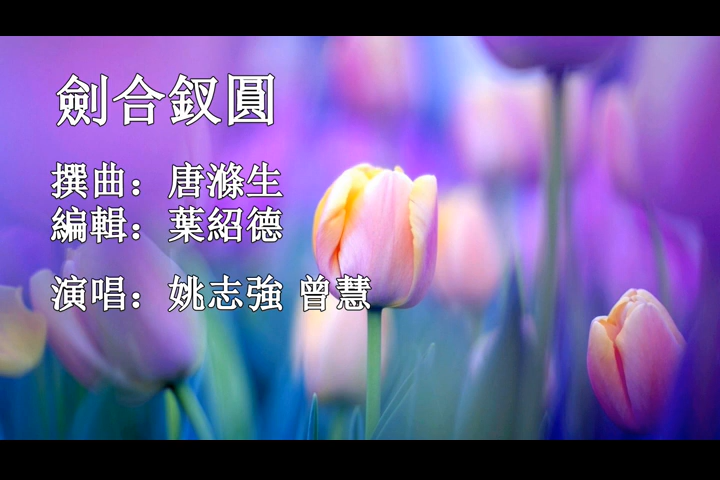 劍合釵圓
撰曲：唐滌生
編輯：葉紹德
演唱：姚志強 曾慧